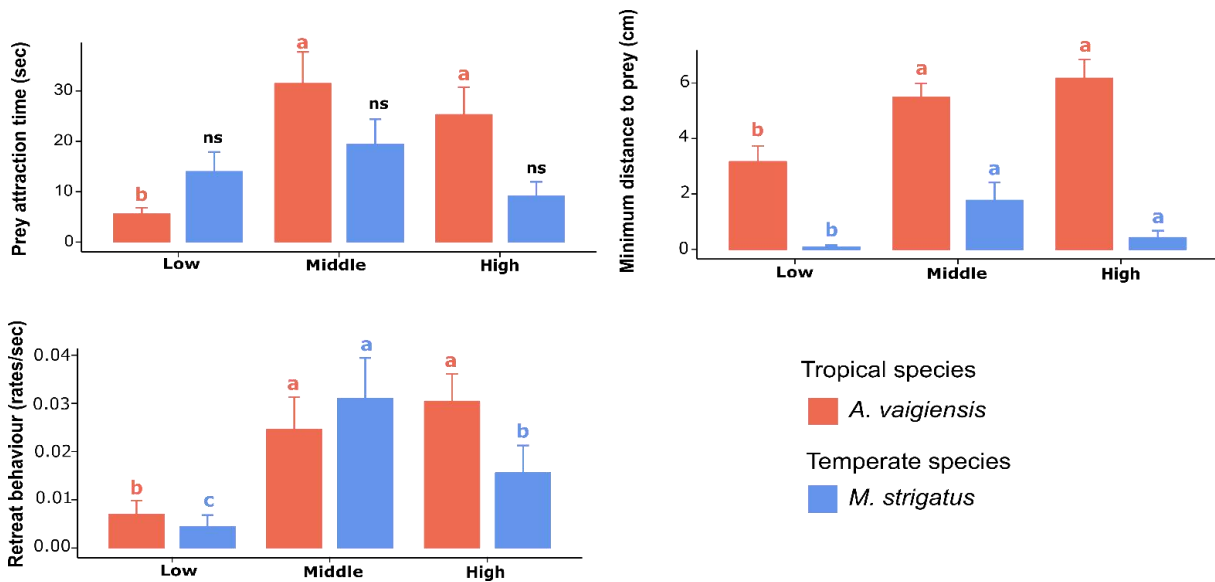 Prey attraction time (sec)
30
20
10
0
b
ns
a
ns
a
ns
Low
Middle
High
Minimum distance to prey (cm)
6
4
2
0
b
b
a
a
a
a
Low
Middle
High
Retreat behaviour (rates/sec)
0.04
0.03
0.02
0.01
0.00
b
c
a
a
a
b
Low
Middle
High
Tropical species
A. vaigiensis
Temperate species
M. strigatus